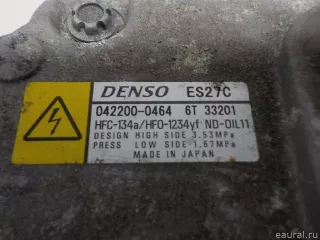 DENSO ES27C
042200-0464 6T 33201
HFC-134a/HFO-1234yf ND-OIL11
DESIGN HIGH SIDE 3.53MPa
PRESS LOW SIDE 1.67MPa
MADE IN JAPAN
eaural.ru